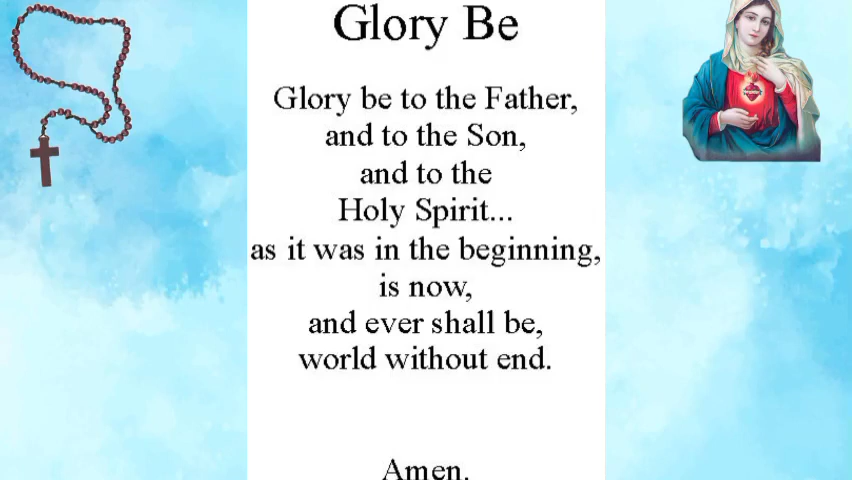 Glory Be
Glory be to the Father,
and to the Son,
and to the
Holy Spirit...
as it was in the beginning,
is now,
and ever shall be,
world without end.
Amen.